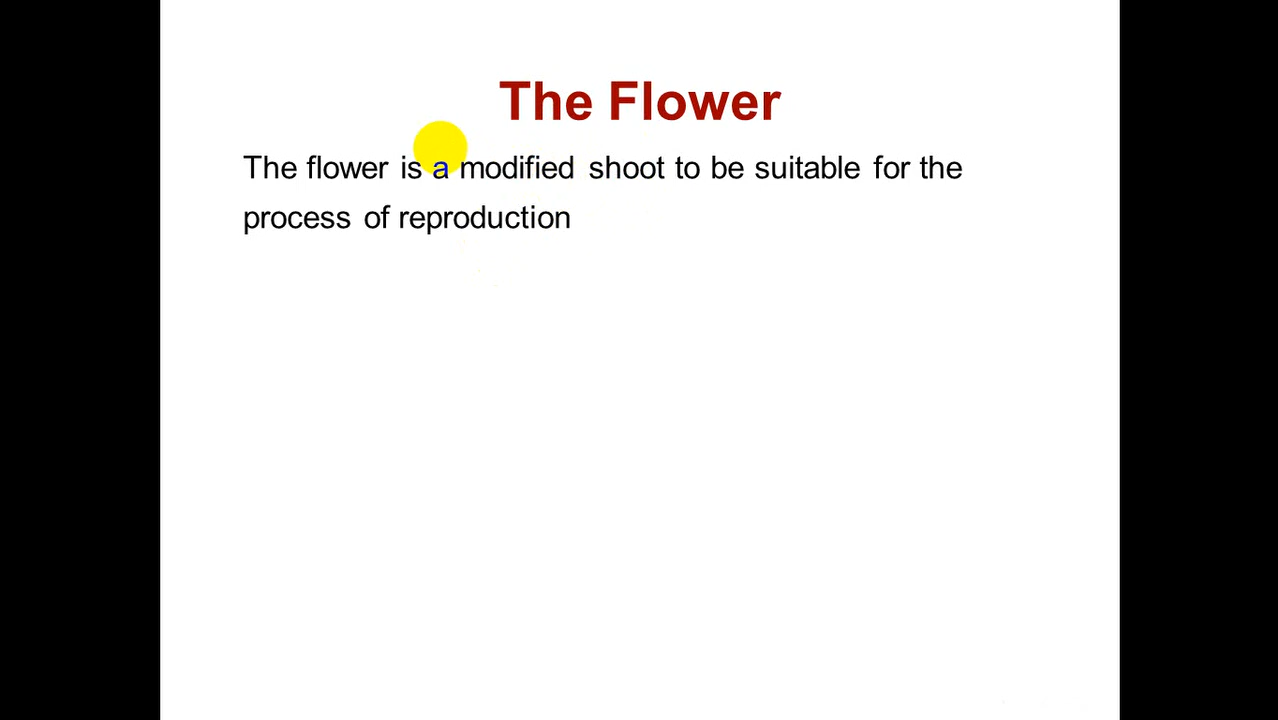 The Flower
The flower is a modified shoot to be suitable for the
process of reproduction